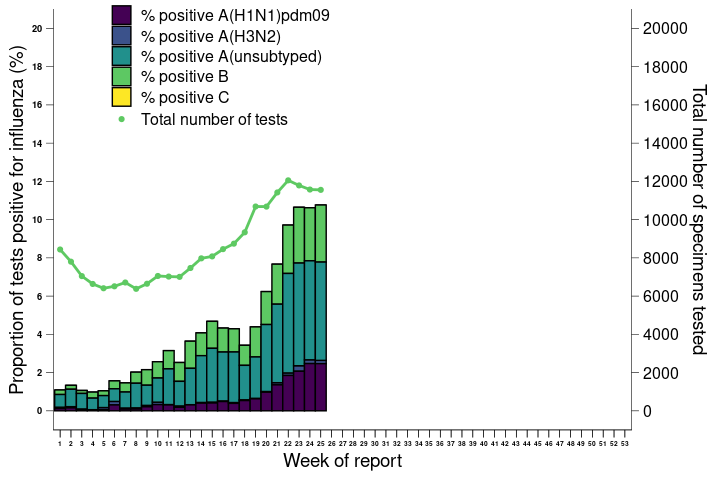 % positive A(H1N1)pdm09
% positive A(H3N2)
% positive A(unsubtyped)
% positive B
% positive C
Total number of tests
Proportion of tests positive for influenza (%)
20
18
16
14
12
10
8
6
4
2
0
20000
18000
16000
14000
12000
10000
8000
6000
4000
2000
0
Total number of specimens tested
1 2 3 4 5 6 7 8 9 10 11 12 13 14 15 16 17 18 19 20 21 22 23 24 25 26 27 28 29 30 31 32 33 34 35 36 37 38 39 40 41 42 43 44 45 46 47 48 49 50 51 52 53
Week of report